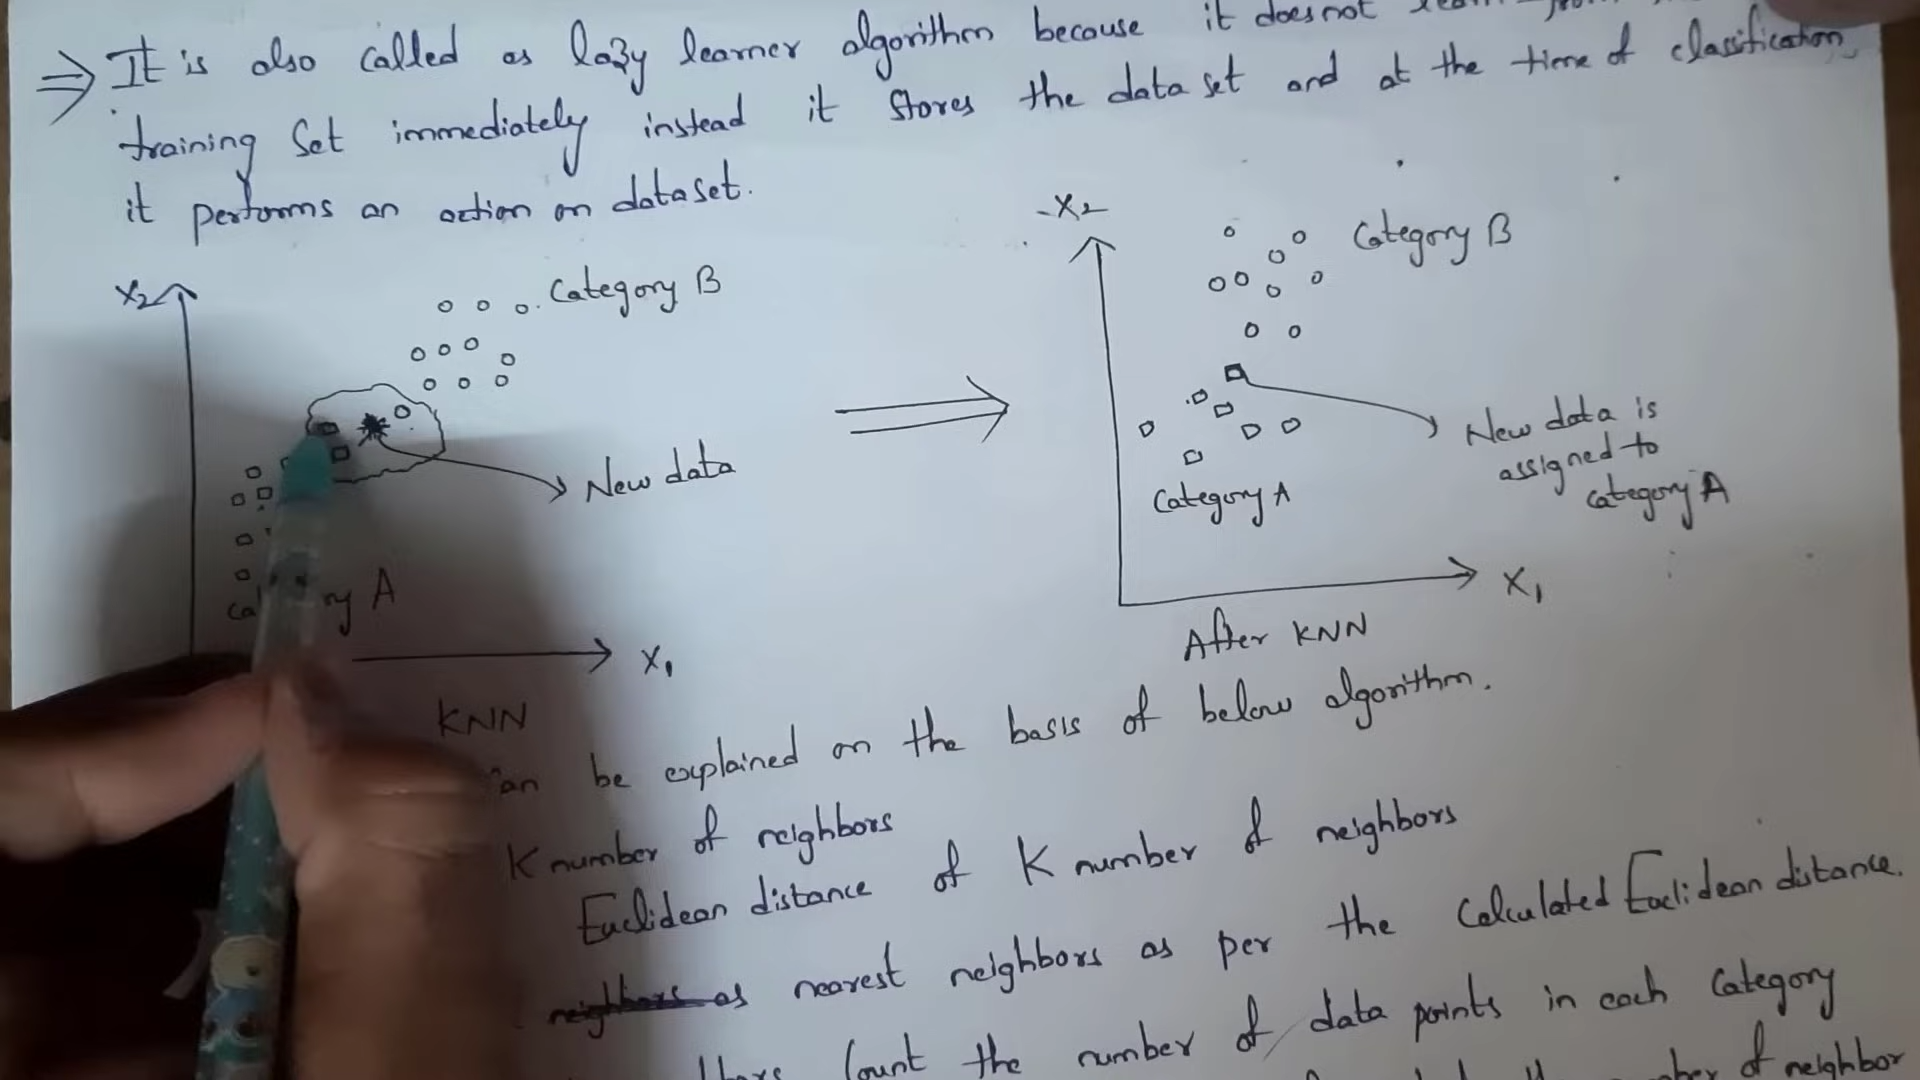 ⇒ It is also called as lazy learner algorithm because it does not
training set immediately instead it stores the data set and at the time of classification
it performs an action on dataset.
X2
Category B
New data
Category A
X1
KNN
X2
Category B
New data is
assigned to
category A
Category A
X1
After KNN
be explained on the basis of below algorithm.
K number of neighbors
Euclidean distance of K number of neighbors
as nearest neighbors as per the Calculated Euclidean distance.
Count the number of data points in each Category
of neighbor